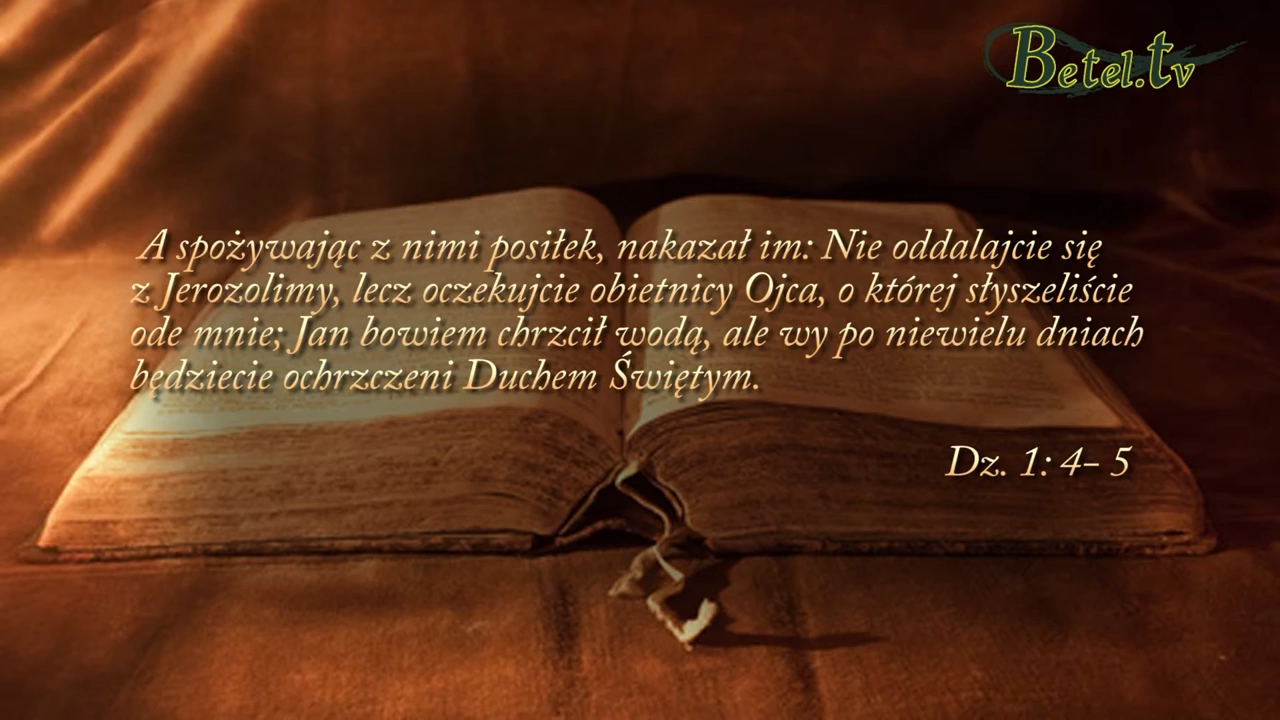 Betel.tv
A spożywając z nimi posiłek, nakazał im: Nie oddalajcie się
z Jerozolimy, lecz oczekujcie obietnicy Ojca, o której słyszeliście
ode mnie; Jan bowiem chrzcił wodą, ale wy po niewielu dniach
będziecie ochrzczeni Duchem Świętym.
Dz. 1: 4- 5